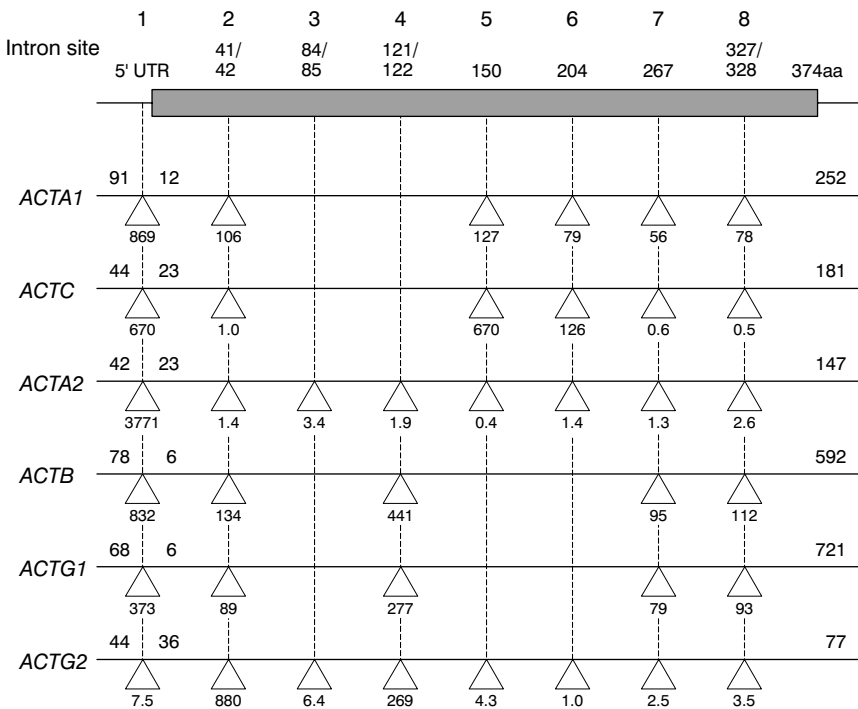 1 2 3 4 5 6 7 8
Intron site 41/ 84/ 121/ 327/
5' UTR 42 85 122 150 204 267 328 374aa
91 12 252
ACTA1
869 106 127 79 56 78
44 23 181
ACTC
670 1.0 670 126 0.6 0.5
42 23 147
ACTA2
3771 1.4 3.4 1.9 0.4 1.4 1.3 2.6
78 6 592
ACTB
832 134 441 95 112
68 6 721
ACTG1
373 89 277 79 93
44 36 77
ACTG2
7.5 880 6.4 269 4.3 1.0 2.5 3.5